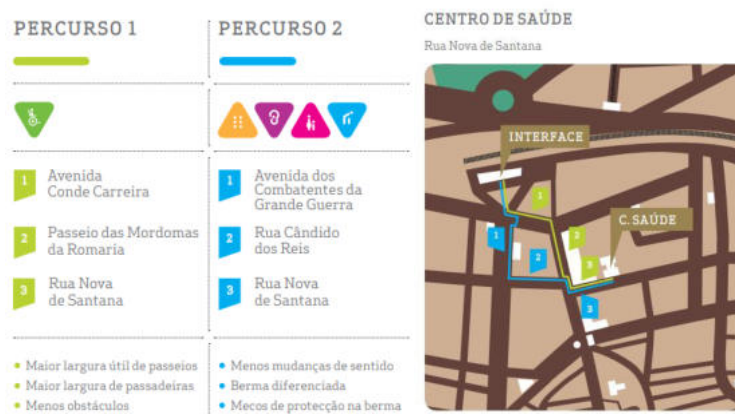 PERCURSO 1
1 Avenida
Conde Carreira
2 Passeio das Mordomas
da Romaria
3 Rua Nova
de Santana
• Maior largura útil de passeios
• Maior largura de passadeiras
• Menos obstáculos
PERCURSO 2
1 Avenida dos
Combatentes da
Grande Guerra
2 Rua Cândido
dos Reis
3 Rua Nova
de Santana
• Menos mudanças de sentido
• Berma diferenciada
• Mecos de protecção na berma
CENTRO DE SAÚDE
Rua Nova de Santana
INTERFACE
1
C. SAÚDE
1
2
2
3